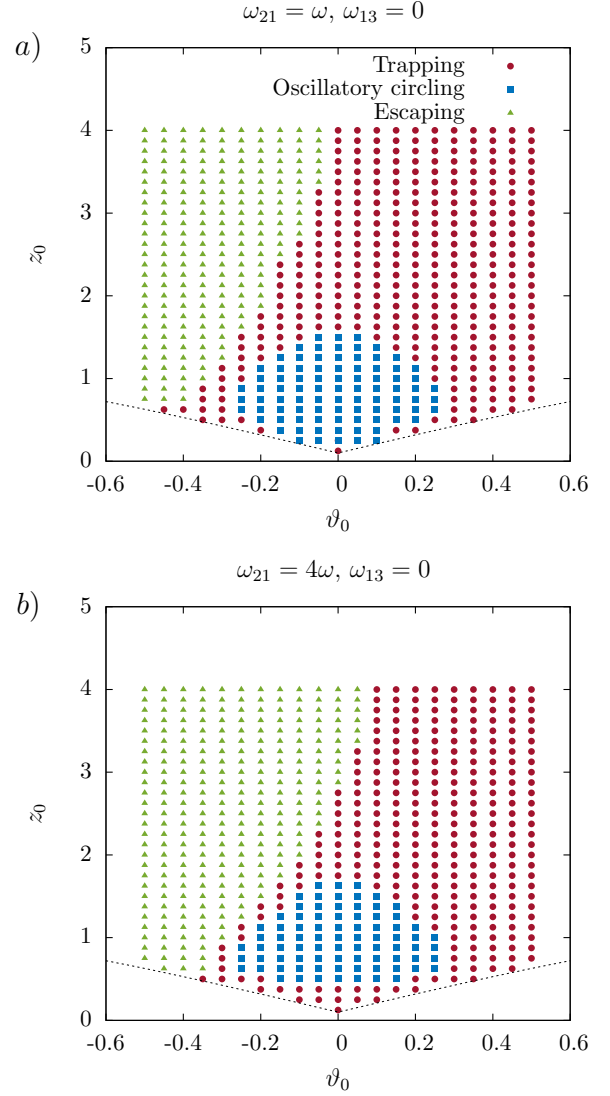 ω₂₁ = ω, ω₁₃ = 0
a)
Trapping
Oscillatory circling
Escaping
5
4
3
2
1
0
z₀
-0.6 -0.4 -0.2 0 0.2 0.4 0.6
ϑ₀
ω₂₁ = 4ω, ω₁₃ = 0
b)
5
4
3
2
1
0
z₀
-0.6 -0.4 -0.2 0 0.2 0.4 0.6
ϑ₀